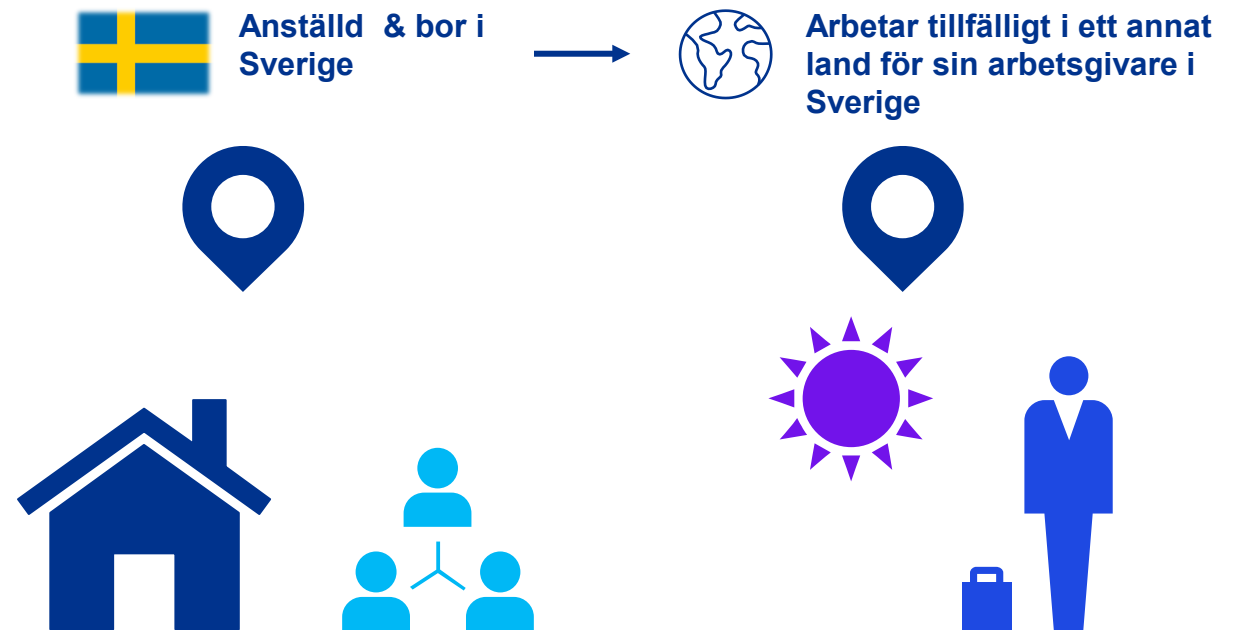 Anställd  & bor i
Sverige
Arbetar tillfälligt i ett annat
land för sin arbetsgivare i
Sverige